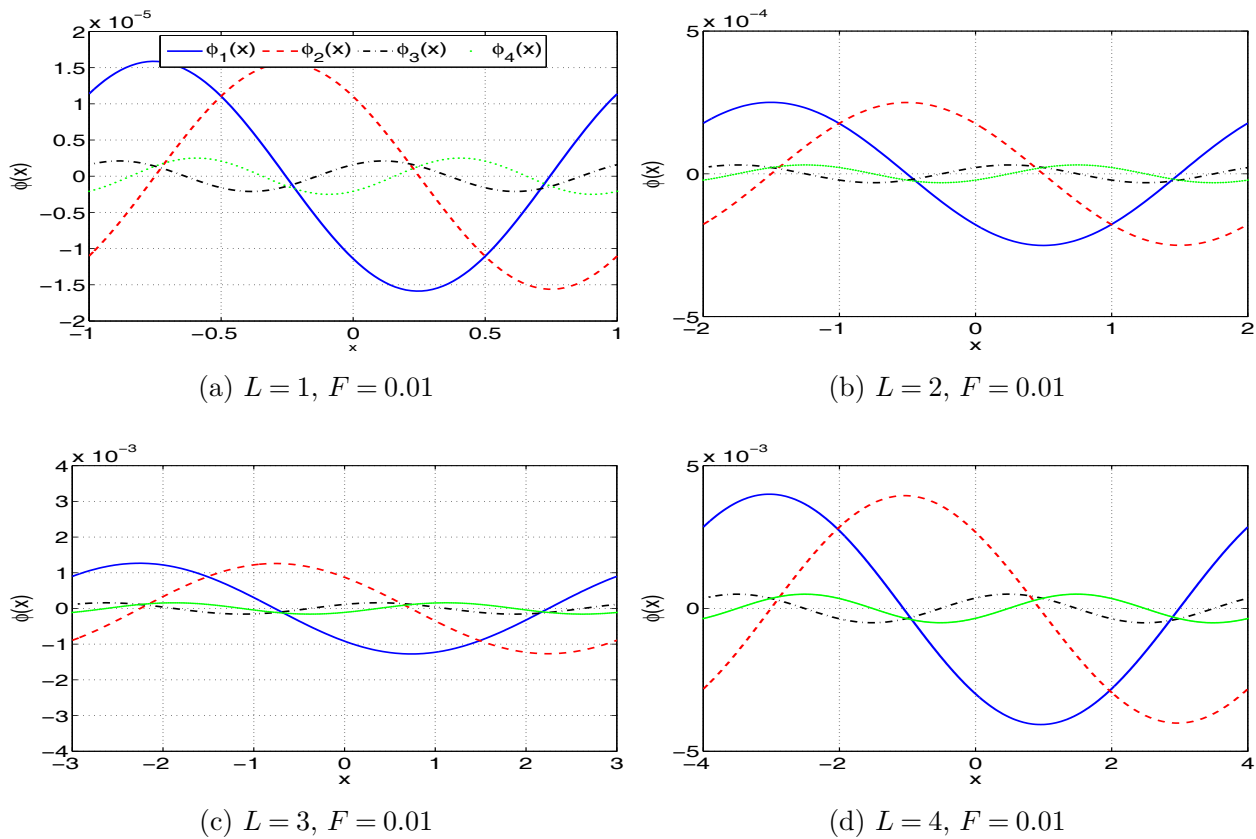 2 x 10⁻⁵
ϕ₁(x) ϕ₂(x) ϕ₃(x) ϕ₄(x)
1.5
1
0.5
0
−0.5
−1
−1.5
−2
ϕ(x)
−1 −0.5 0 0.5 1
x
(a) L = 1, F = 0.01
5 x 10⁻⁴
0
−5
ϕ(x)
−2 −1 0 1 2
x
(b) L = 2, F = 0.01
4 x 10⁻³
3
2
1
0
−1
−2
−3
−4
ϕ(x)
−3 −2 −1 0 1 2 3
x
(c) L = 3, F = 0.01
5 x 10⁻³
0
−5
ϕ(x)
−4 −2 0 2 4
x
(d) L = 4, F = 0.01